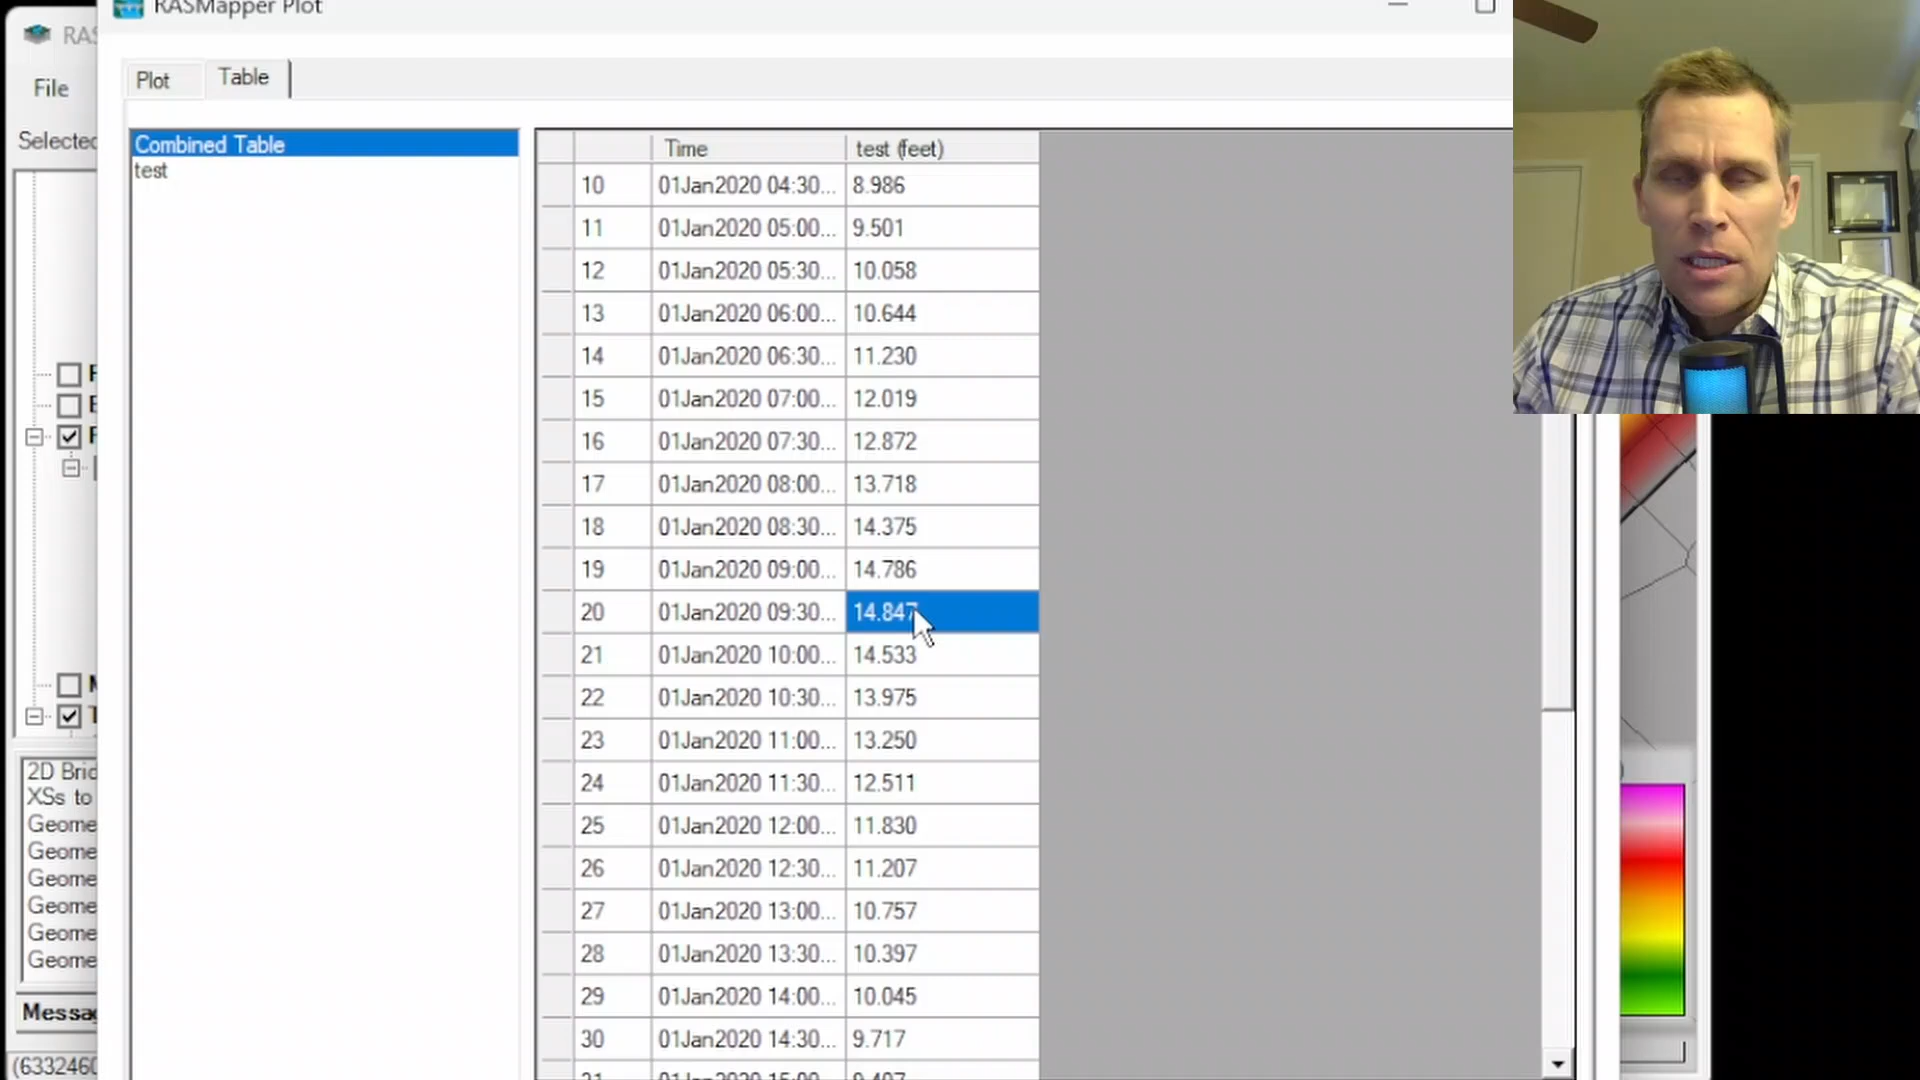 RASMapper Plot
RAS
File
Plot
Table
Selected
Combined Table
test
Time test (feet)
10 01Jan2020 04:30... 8.986
11 01Jan2020 05:00... 9.501
12 01Jan2020 05:30... 10.058
13 01Jan2020 06:00... 10.644
14 01Jan2020 06:30... 11.230
15 01Jan2020 07:00... 12.019
16 01Jan2020 07:30... 12.872
17 01Jan2020 08:00... 13.718
18 01Jan2020 08:30... 14.375
19 01Jan2020 09:00... 14.786
20 01Jan2020 09:30... 14.847
21 01Jan2020 10:00... 14.533
22 01Jan2020 10:30... 13.975
23 01Jan2020 11:00... 13.250
24 01Jan2020 11:30... 12.511
25 01Jan2020 12:00... 11.830
26 01Jan2020 12:30... 11.207
27 01Jan2020 13:00... 10.757
28 01Jan2020 13:30... 10.397
29 01Jan2020 14:00... 10.045
30 01Jan2020 14:30... 9.717
2D Brid
XSs to
Geome
Geome
Geome
Geome
Geome
Geome
Messag
(6332460